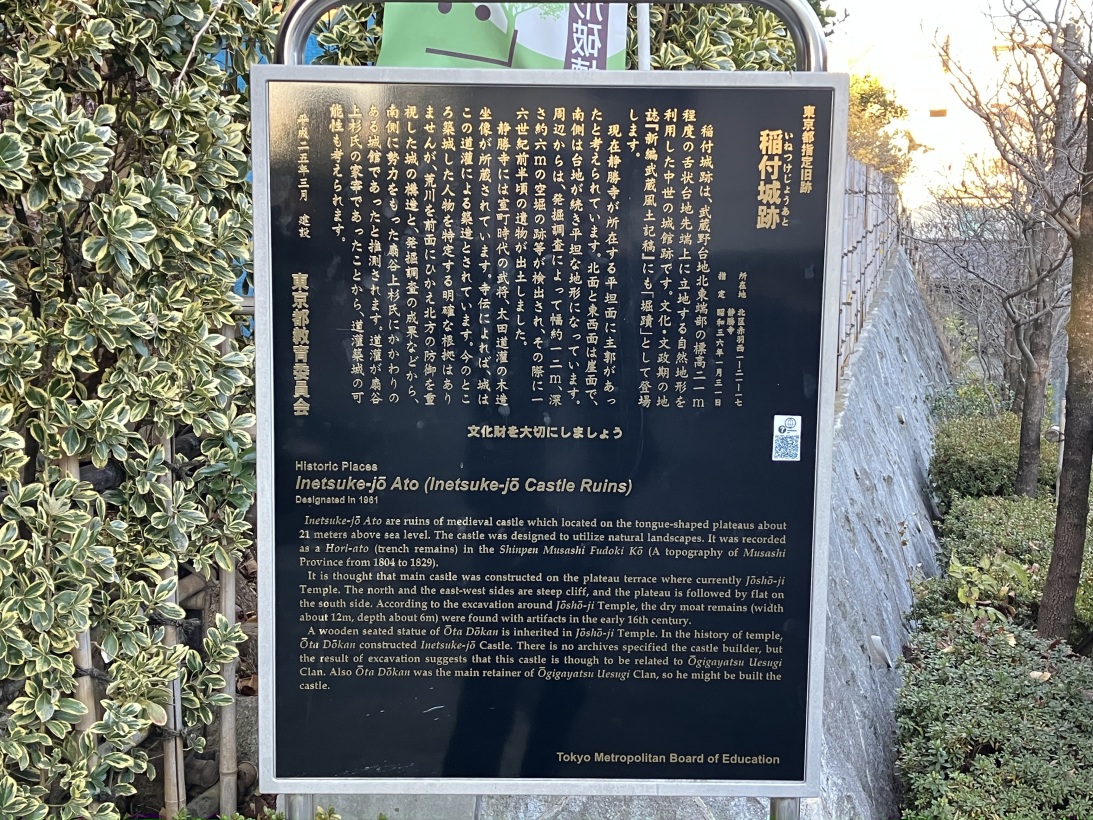 東京都指定旧跡
いねつけじょうあと
稲付城跡
所在地 北区赤羽西一-二一-一七
静勝寺
指定 昭和三六年一月三一日
稲付城跡は、武蔵野台地北東端部の標高二一m
程度の舌状台地先端上に立地する自然地形を
利用した中世の城館跡です。文化・文政期の地
誌『新編武蔵風土記稿』にも「堀蹟」として登場
します。
現在静勝寺が所在する平坦面に主郭があっ
たと考えられています。北面と東西面は崖面で、
南側は台地が続き平坦な地形になっています。
周辺からは、発掘調査によって幅約一二m、深
さ約六mの空堀の跡等が検出され、その際に一
六世紀前半頃の遺物が出土しました。
静勝寺には室町時代の武将、太田道灌の木造
坐像が所蔵されています。寺伝によれば、城は
この道灌による築造とされています。今のとこ
ろ築城した人物を特定する明確な根拠はあり
ませんが、荒川を前面にひかえ北方の防御を重
視した城の構造と、発掘調査の成果などから、
南側に勢力をもった扇谷上杉氏にかかわりの
ある城館であったと推測されます。道灌が扇谷
上杉氏の家宰であったことから、道灌築城の可
能性も考えられます。
平成二五年三月 建設
東京都教育委員会
文化財を大切にしましょう
Historic Places
Inetsuke-jō Ato (Inetsuke-jō Castle Ruins)
Designated in 1961
Inetsuke-jō Ato are ruins of medieval castle which located on the tongue-shaped plateaus about
21 meters above sea level. The castle was designed to utilize natural landscapes. It was recorded
as a Hori-ato (trench remains) in the Shinpen Musashi Fudoki Kō (A topography of Musashi
Province from 1804 to 1829).
It is thought that main castle was constructed on the plateau terrace where currently Jōshō-ji
Temple. The north and the east-west sides are steep cliff, and the plateau is followed by flat on
the south side. According to the excavation around Jōshō-ji Temple, the dry moat remains (width
about 12m, depth about 6m) were found with artifacts in the early 16th century.
A wooden seated statue of Ōta Dōkan is inherited in Jōshō-ji Temple. In the history of temple,
Ōta Dōkan constructed Inetsuke-jō Castle. There is no archives specified the castle builder, but
the result of excavation suggests that this castle is though to be related to Ōgigayatsu Uesugi
Clan. Also Ōta Dōkan was the main retainer of Ōgigayatsu Uesugi Clan, so he might be built the
castle.
Tokyo Metropolitan Board of Education